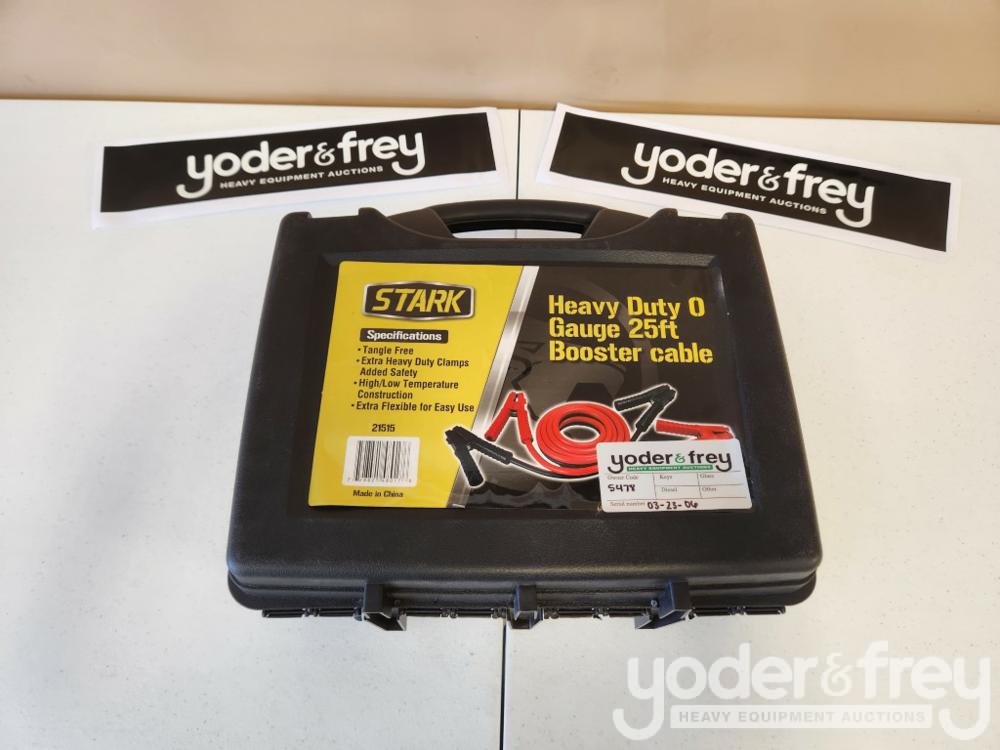 yoder & frey
HEAVY EQUIPMENT AUCTIONS
yoder & frey
HEAVY EQUIPMENT AUCTIONS
STARK
Specifications
• Tangle Free
• Extra Heavy Duty Clamps
Added Safety
• High/Low Temperature
Construction
• Extra Flexible for Easy Use
21515
Made in China
Heavy Duty 0
Gauge 25ft
Booster cable
yoder & frey
HEAVY EQUIPMENT AUCTIONS
Owner Code Keys Glass
5478 Diesel Other
Serial number 03-23-06
yoder & frey
HEAVY EQUIPMENT AUCTIONS